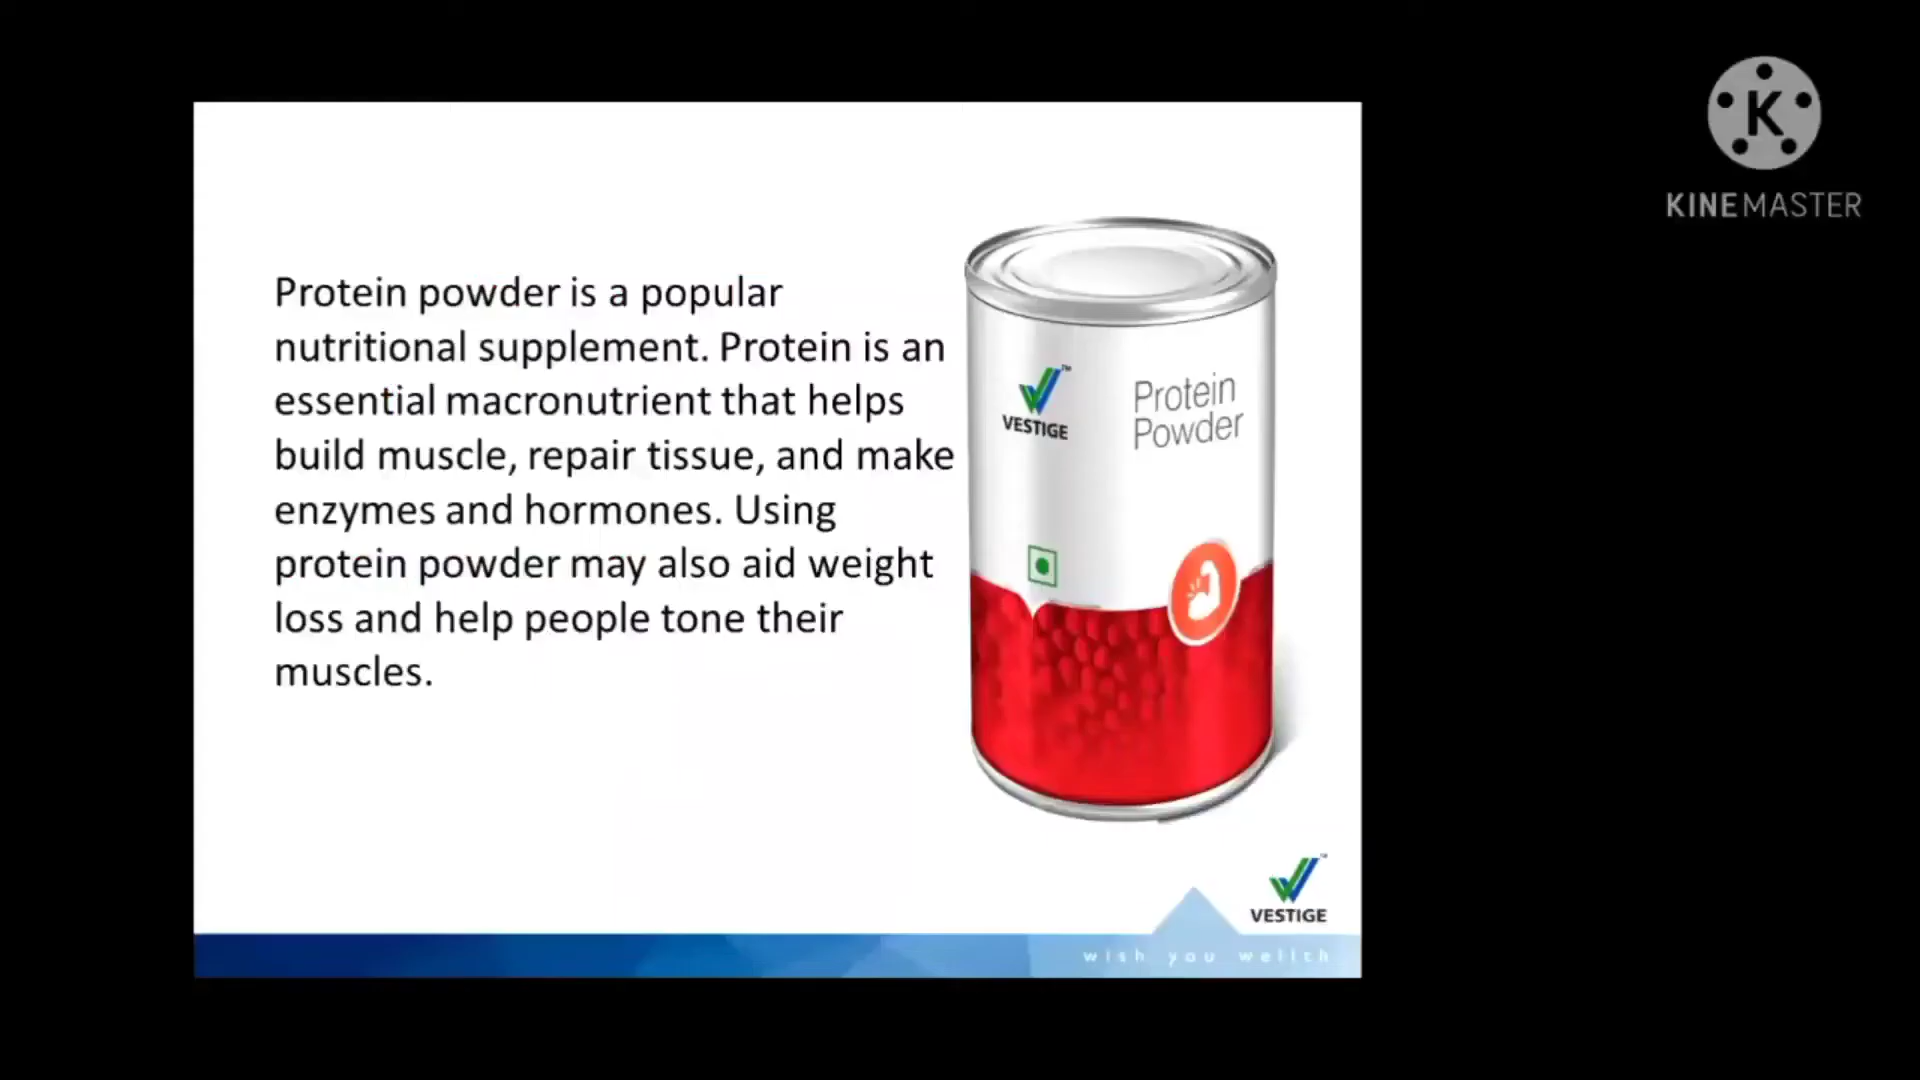 KINEMASTER
Protein powder is a popular
nutritional supplement. Protein is an
essential macronutrient that helps
build muscle, repair tissue, and make
enzymes and hormones. Using
protein powder may also aid weight
loss and help people tone their
muscles.
VESTIGE
Protein
Powder
VESTIGE
wish you wellth